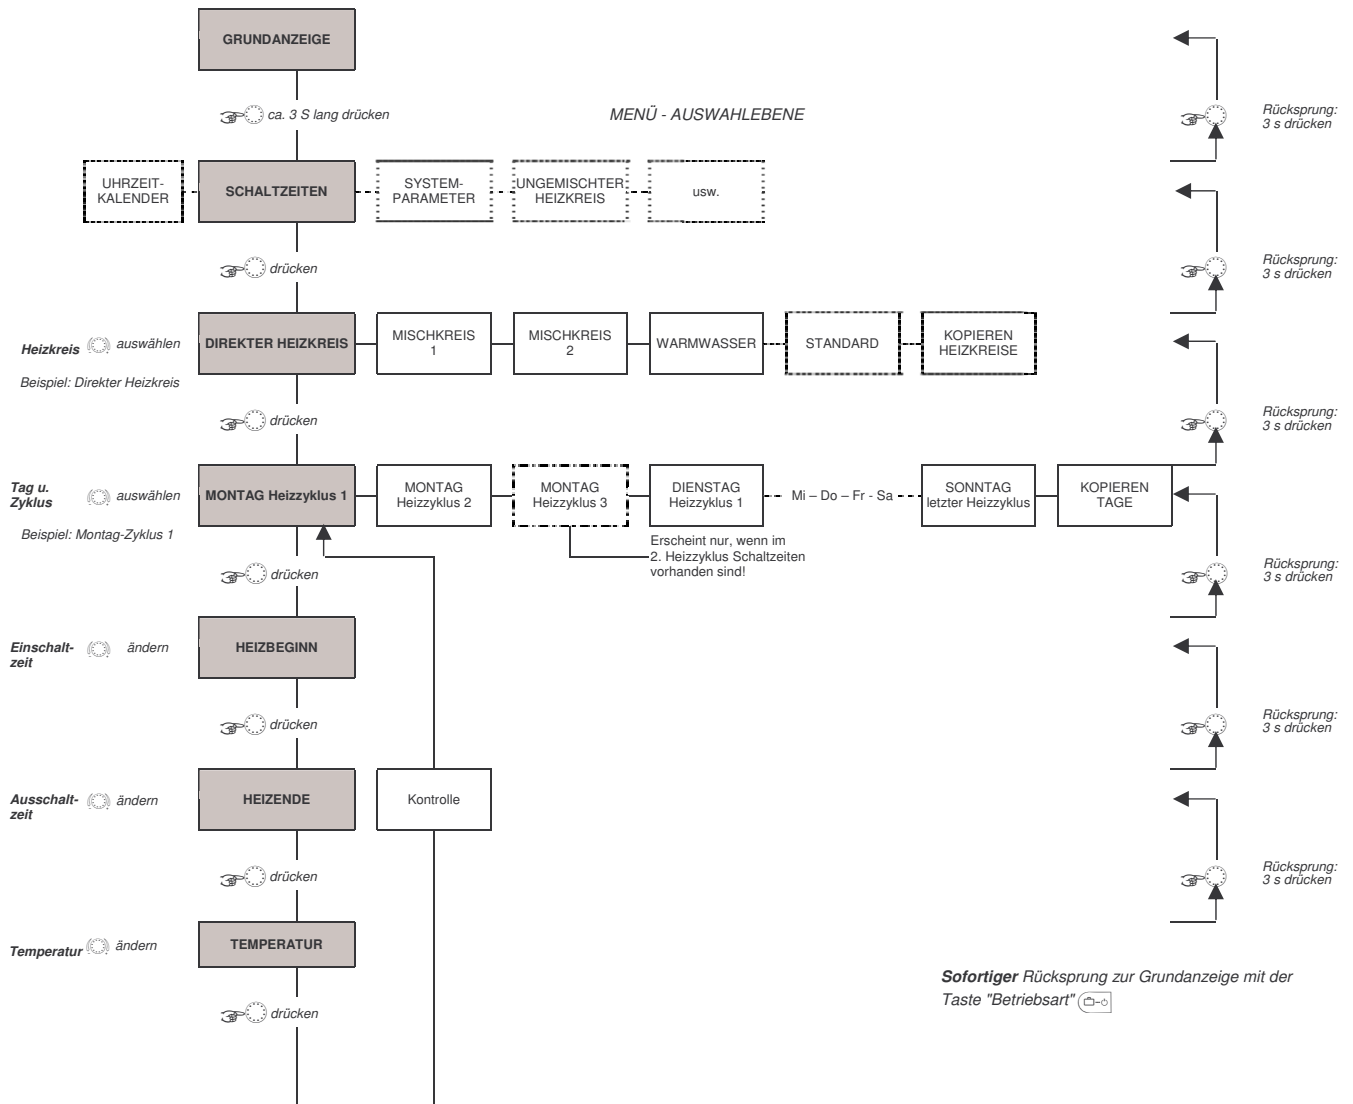 GRUNDANZEIGE
ca. 3 S lang drücken
MENÜ - AUSWAHLEBENE
Rücksprung:
3 s drücken
UHRZEIT-
KALENDER
SCHALTZEITEN
SYSTEM-
PARAMETER
UNGEMISCHTER
HEIZKREIS
usw.
drücken
Rücksprung:
3 s drücken
Heizkreis auswählen
Beispiel: Direkter Heizkreis
DIREKTER HEIZKREIS
MISCHKREIS
1
MISCHKREIS
2
WARMWASSER
STANDARD
KOPIEREN
HEIZKREISE
drücken
Rücksprung:
3 s drücken
Tag u.
Zyklus auswählen
Beispiel: Montag-Zyklus 1
MONTAG Heizzyklus 1
MONTAG
Heizzyklus 2
MONTAG
Heizzyklus 3
DIENSTAG
Heizzyklus 1
Mi – Do – Fr - Sa
SONNTAG
letzter Heizzyklus
KOPIEREN
TAGE
Erscheint nur, wenn im
2. Heizzyklus Schaltzeiten
vorhanden sind!
drücken
Rücksprung:
3 s drücken
Einschalt-
zeit
ändern
HEIZBEGINN
drücken
Rücksprung:
3 s drücken
Ausschalt-
zeit
ändern
HEIZENDE
Kontrolle
drücken
Rücksprung:
3 s drücken
Temperatur ändern
TEMPERATUR
drücken
Sofortiger Rücksprung zur Grundanzeige mit der
Taste "Betriebsart"